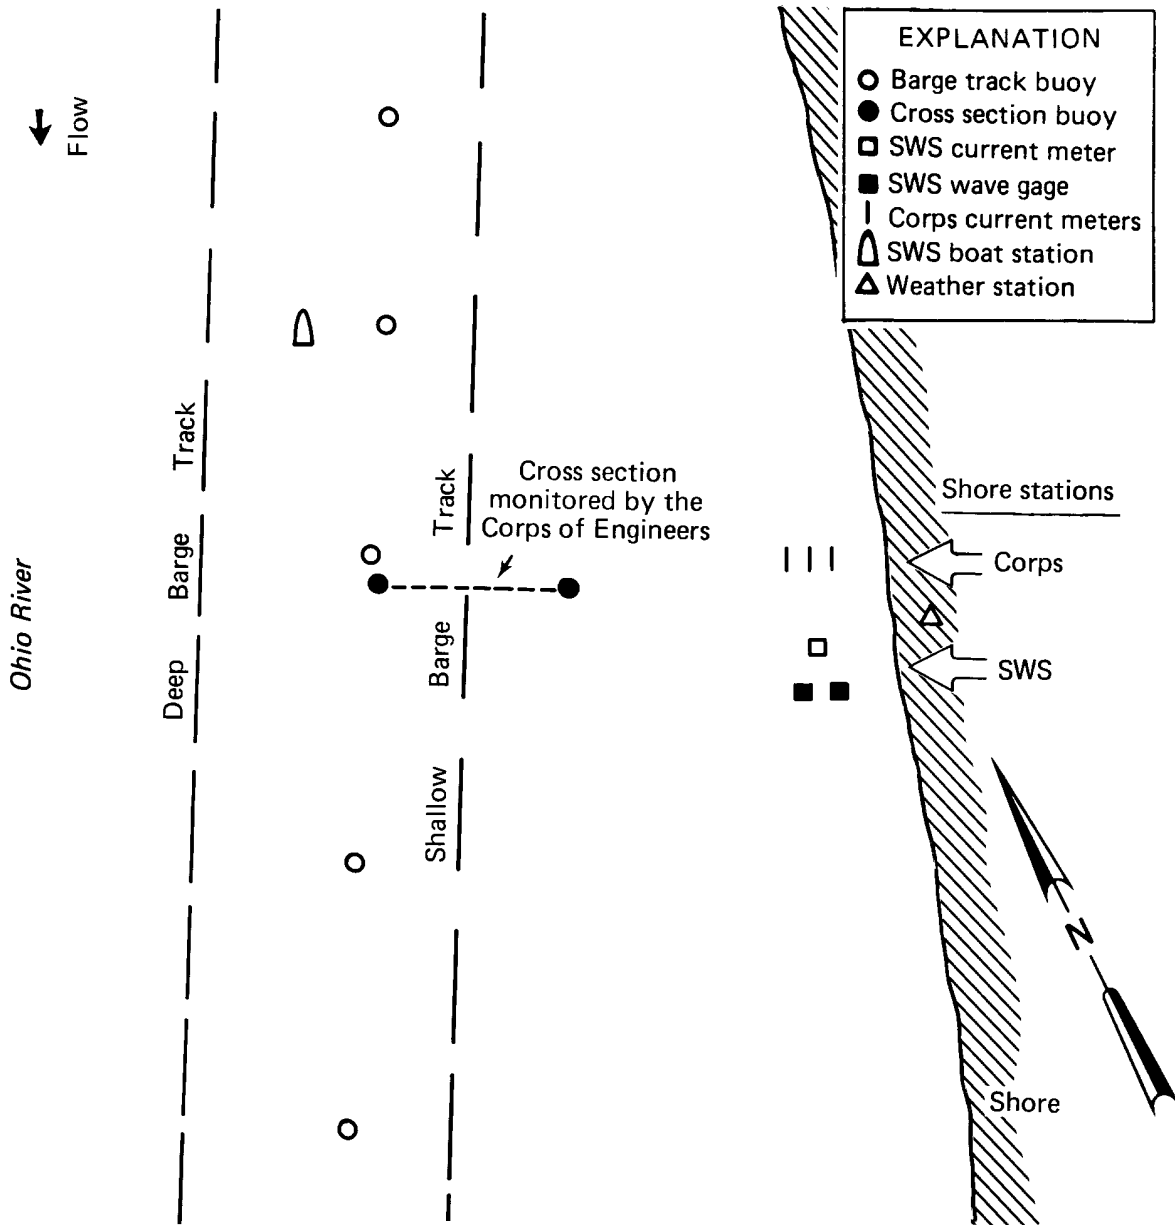 EXPLANATION
Barge track buoy
Cross section buoy
SWS current meter
SWS wave gage
Corps current meters
SWS boat station
Weather station
Flow
Ohio River
Deep Barge Track
Shallow Barge Track
Cross section
monitored by the
Corps of Engineers
Shore stations
Corps
SWS
N
Shore